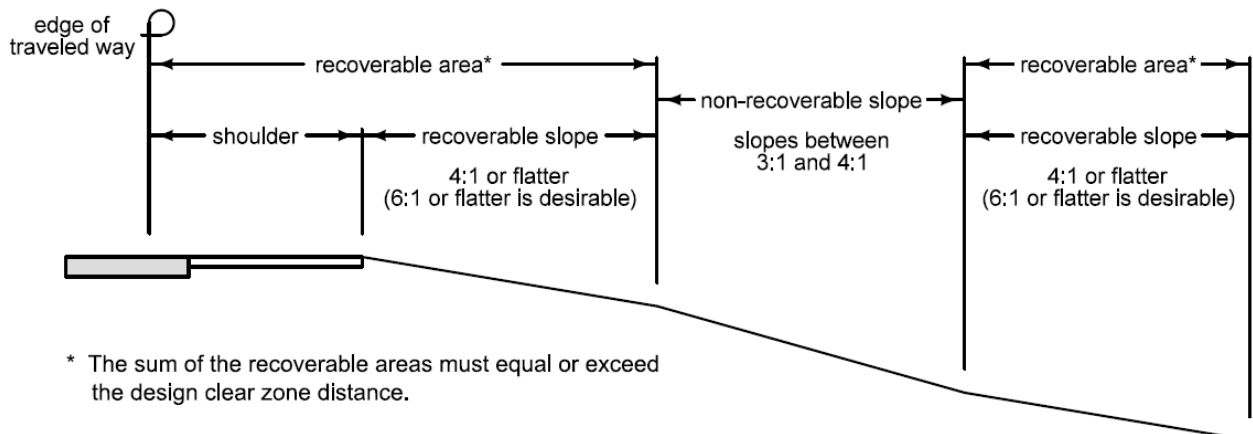 edge of
traveled way
recoverable area*
recoverable area*
non-recoverable slope
shoulder
recoverable slope
slopes between
3:1 and 4:1
recoverable slope
4:1 or flatter
(6:1 or flatter is desirable)
4:1 or flatter
(6:1 or flatter is desirable)
* The sum of the recoverable areas must equal or exceed
the design clear zone distance.